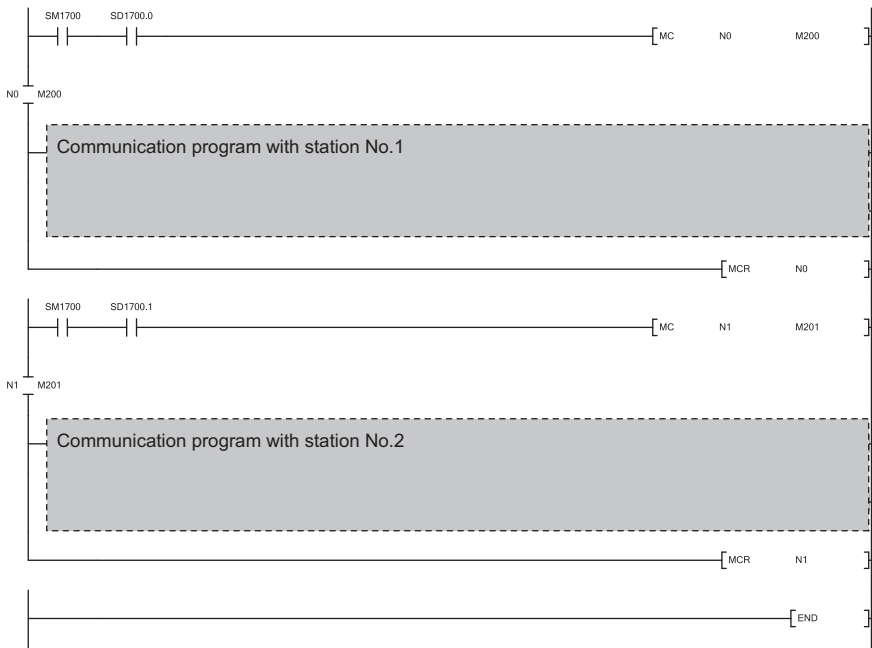 SM1700 SD1700.0
MC N0 M200
N0 M200
Communication program with station No.1
MCR N0
SM1700 SD1700.1
MC N1 M201
N1 M201
Communication program with station No.2
MCR N1
END